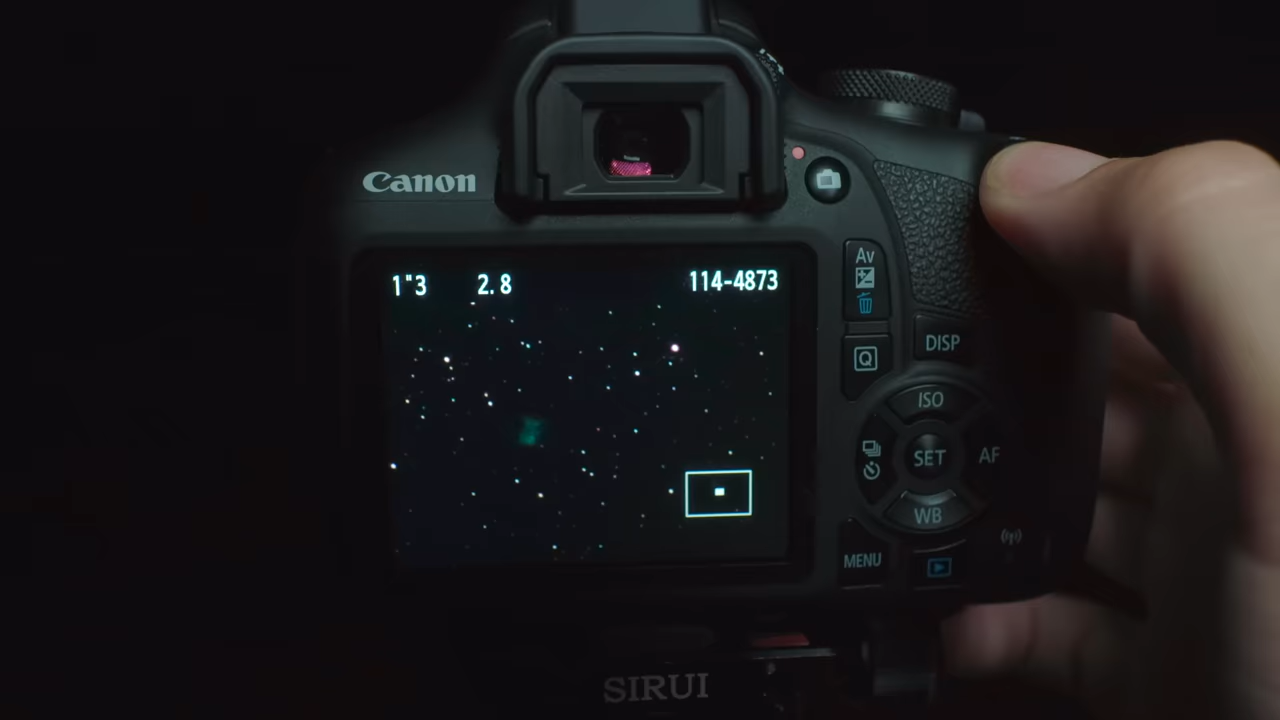 Canon
1"3 2.8 114-4873
Av
Q
DISP
ISO
SET
AF
WB
MENU
SIRUI